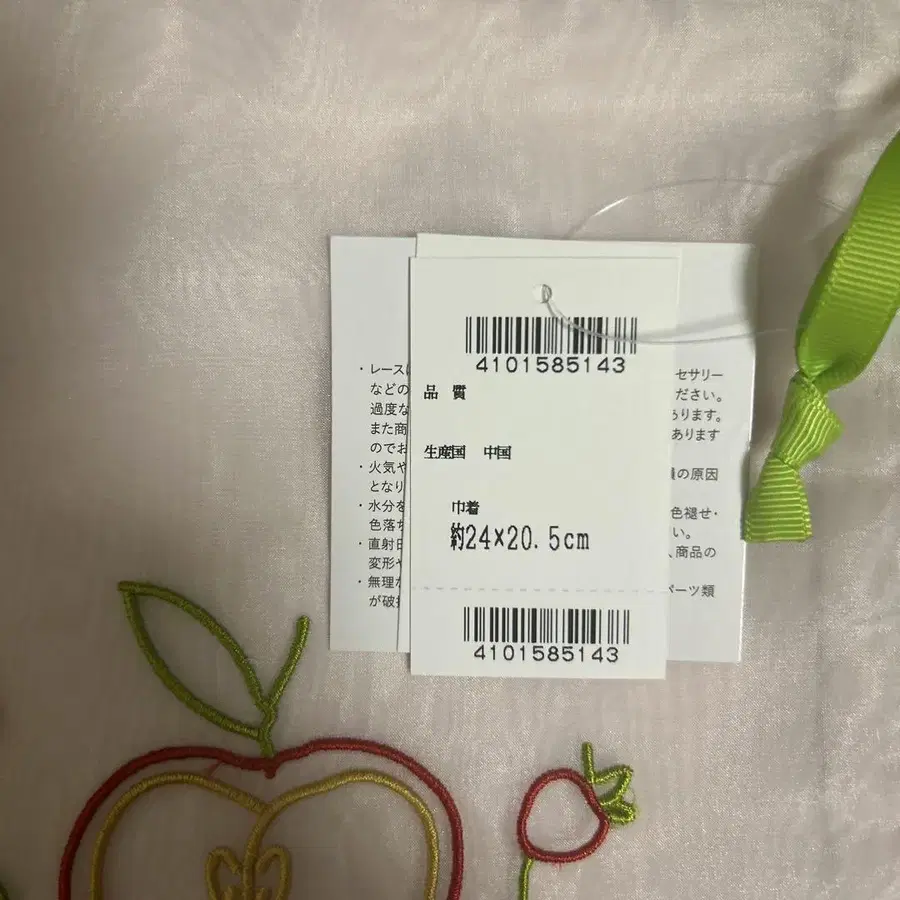 4101585143
品 質
生産国 中国
巾着
約24×20.5cm
4101585143
・レース
などの
過度な
また商
のでお
・火気や
となり
・水分を
色落ち
・直射日
変形や
・無理な
が破損
セサリー
ださい。
あります。
あります
の原因
色褪せ・
い。
、商品の
パーツ類